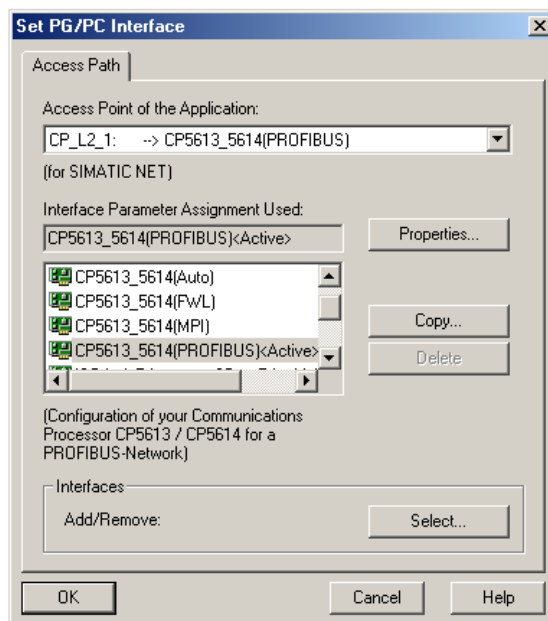 Set PG/PC Interface
Access Path
Access Point of the Application:
CP_L2_1: --> CP5613_5614(PROFIBUS)
(for SIMATIC NET)
Interface Parameter Assignment Used:
CP5613_5614(PROFIBUS)<Active>
Properties...
CP5613_5614(Auto)
CP5613_5614(FWL)
CP5613_5614(MPI)
CP5613_5614(PROFIBUS)<Active>
Copy...
Delete
(Configuration of your Communications
Processor CP5613 / CP5614 for a
PROFIBUS-Network)
Interfaces
Add/Remove:
Select...
OK
Cancel
Help